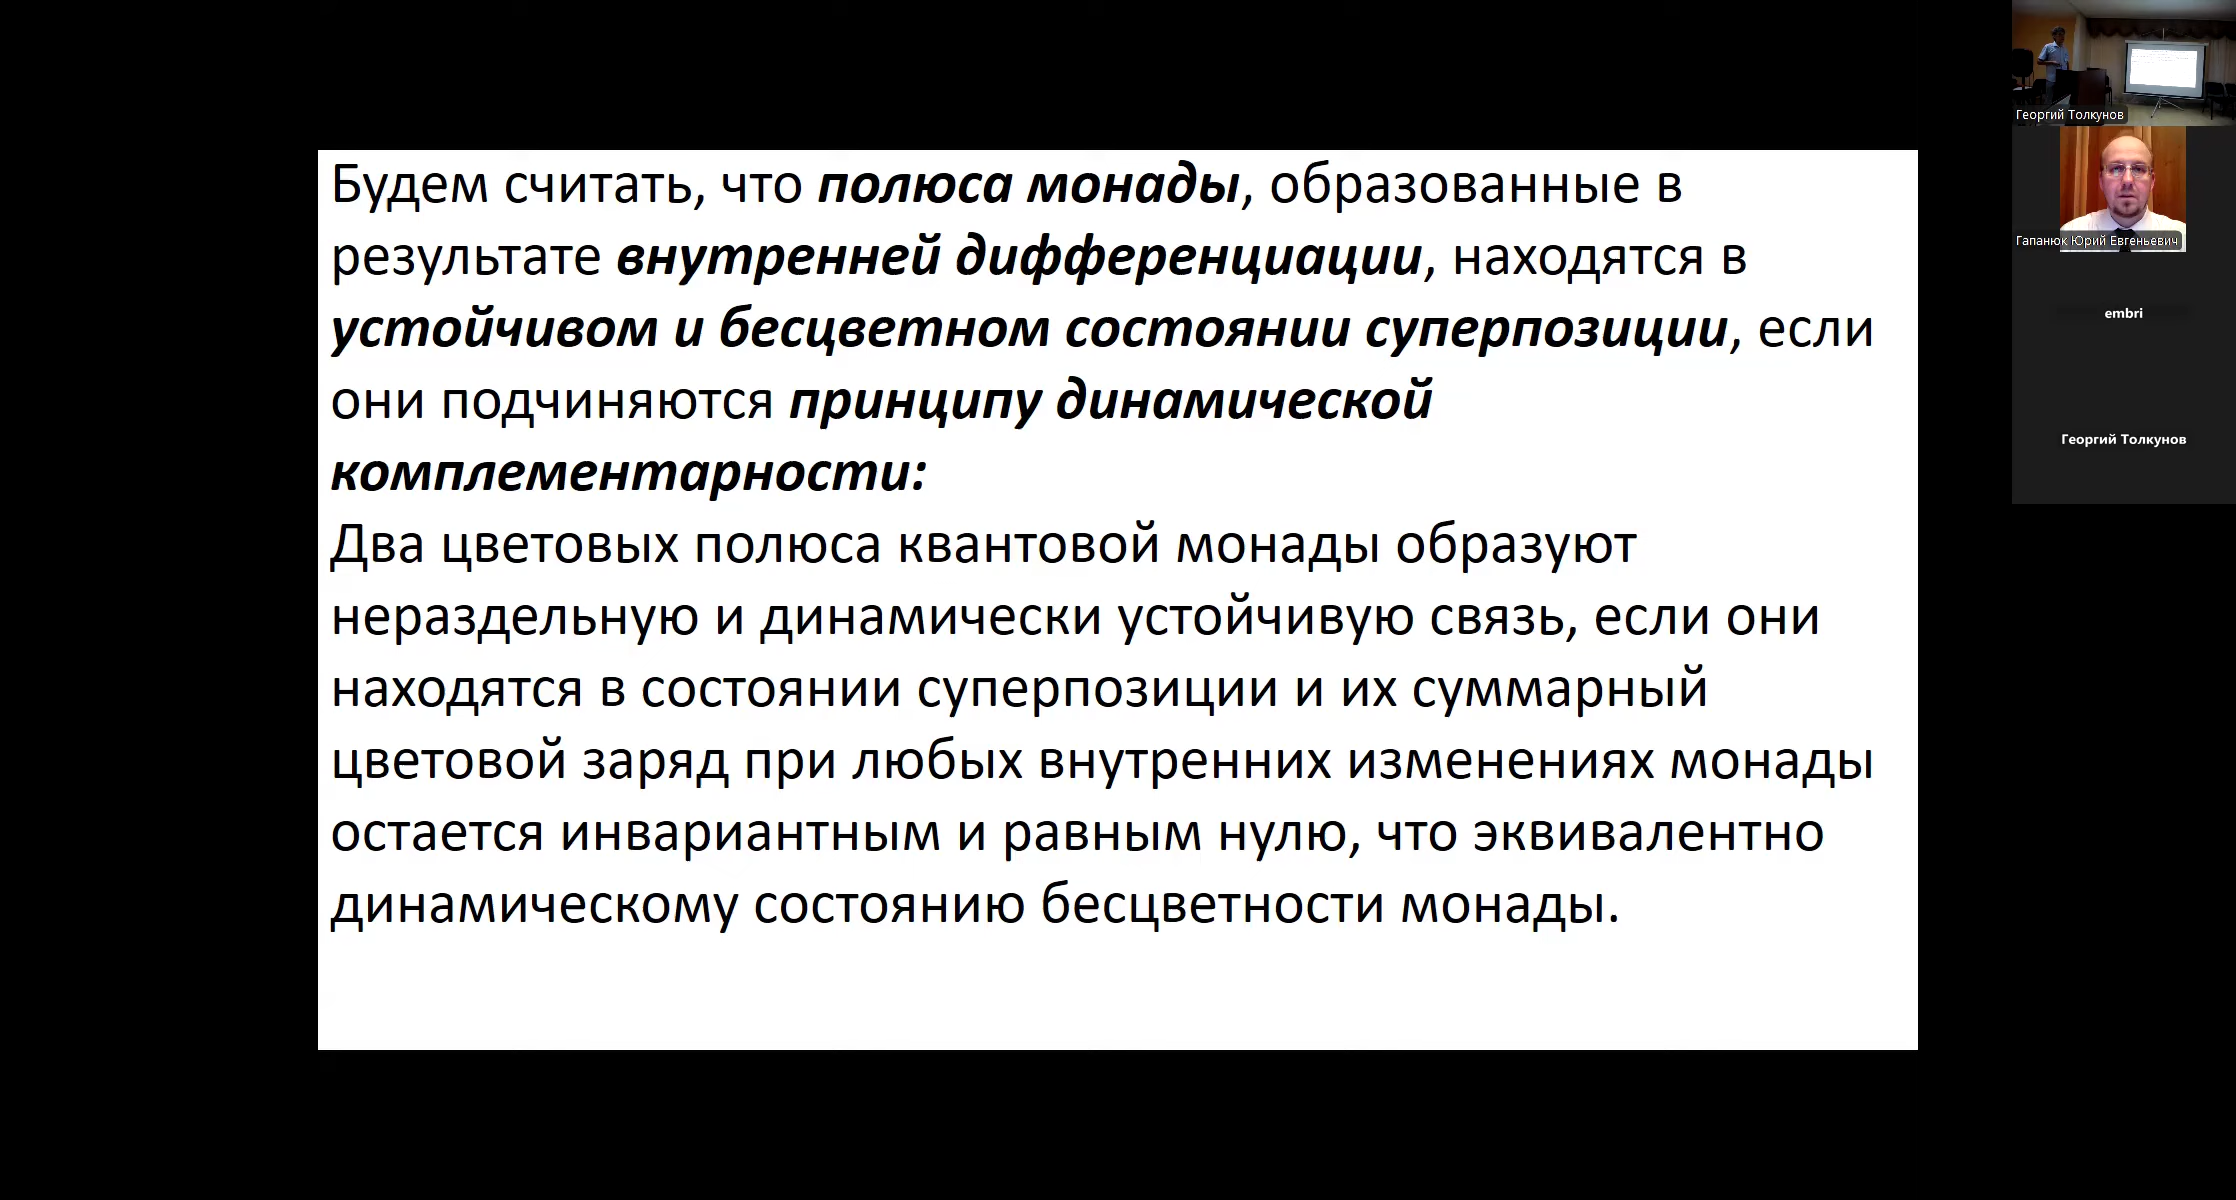 Будем считать, что полюса монады, образованные в
результате внутренней дифференциации, находятся в
устойчивом и бесцветном состоянии суперпозиции, если
они подчиняются принципу динамической
комплементарности:
Два цветовых полюса квантовой монады образуют
нераздельную и динамически устойчивую связь, если они
находятся в состоянии суперпозиции и их суммарный
цветовой заряд при любых внутренних изменениях монады
остается инвариантным и равным нулю, что эквивалентно
динамическому состоянию бесцветности монады.
Георгий Толкунов
Гапанюк Юрий Евгеньевич
embri
Георгий Толкунов